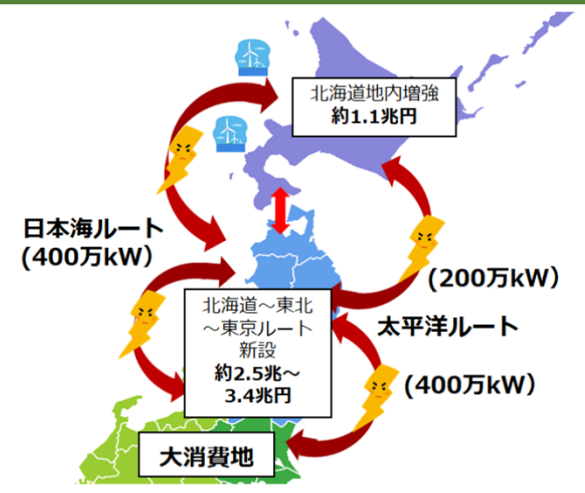 北海道地内増強
約1.1兆円
日本海ルート
(400万kW)
(200万kW)
北海道～東北
～東京ルート
新設
約2.5兆～
3.4兆円
太平洋ルート
(400万kW)
大消費地